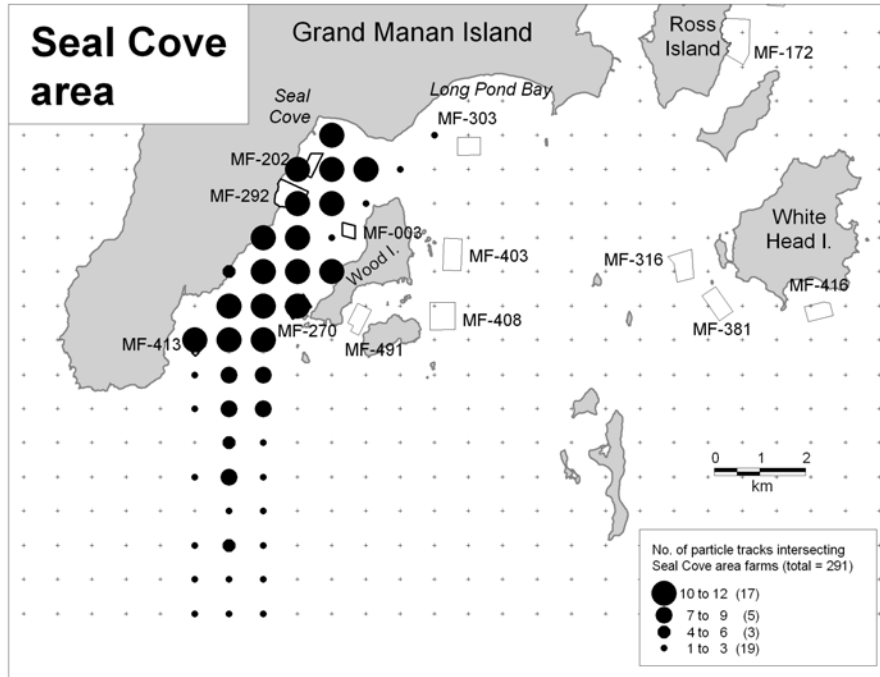 Seal Cove
area
Grand Manan Island
Ross
Island
MF-172
Seal
Cove
Long Pond Bay
MF-303
MF-202
MF-292
MF-003
Wood I.
MF-403
MF-316
White
Head I.
MF-416
MF-270
MF-408
MF-381
MF-413
MF-491
0 1 2
km
No. of particle tracks intersecting
Seal Cove area farms (total = 291)
10 to 12 (17)
7 to 9 (5)
4 to 6 (3)
1 to 3 (19)